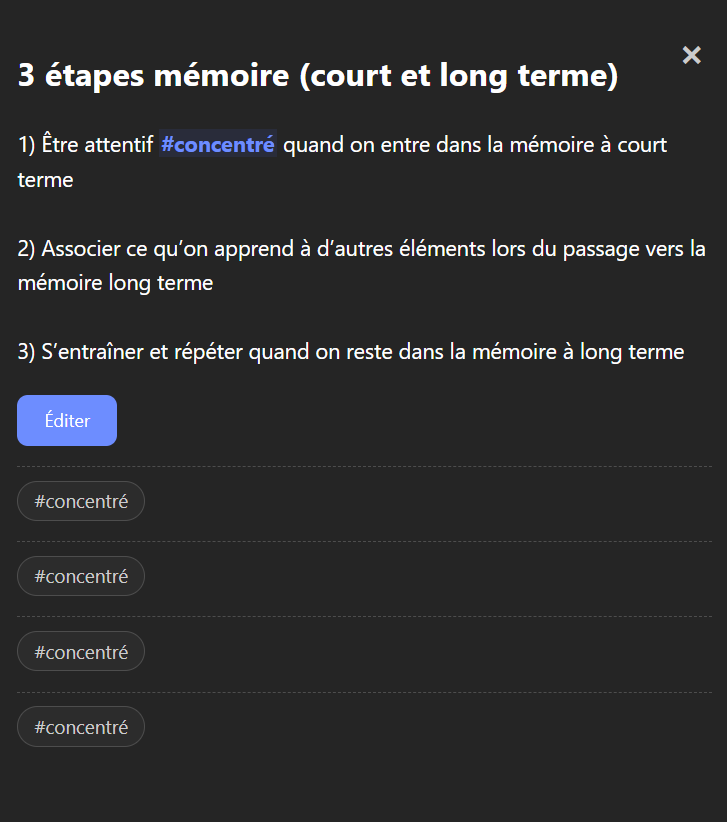 3 étapes mémoire (court et long terme)
1) Être attentif #concentré quand on entre dans la mémoire à court
terme
2) Associer ce qu’on apprend à d’autres éléments lors du passage vers la
mémoire long terme
3) S’entraîner et répéter quand on reste dans la mémoire à long terme
Éditer
#concentré
#concentré
#concentré
#concentré